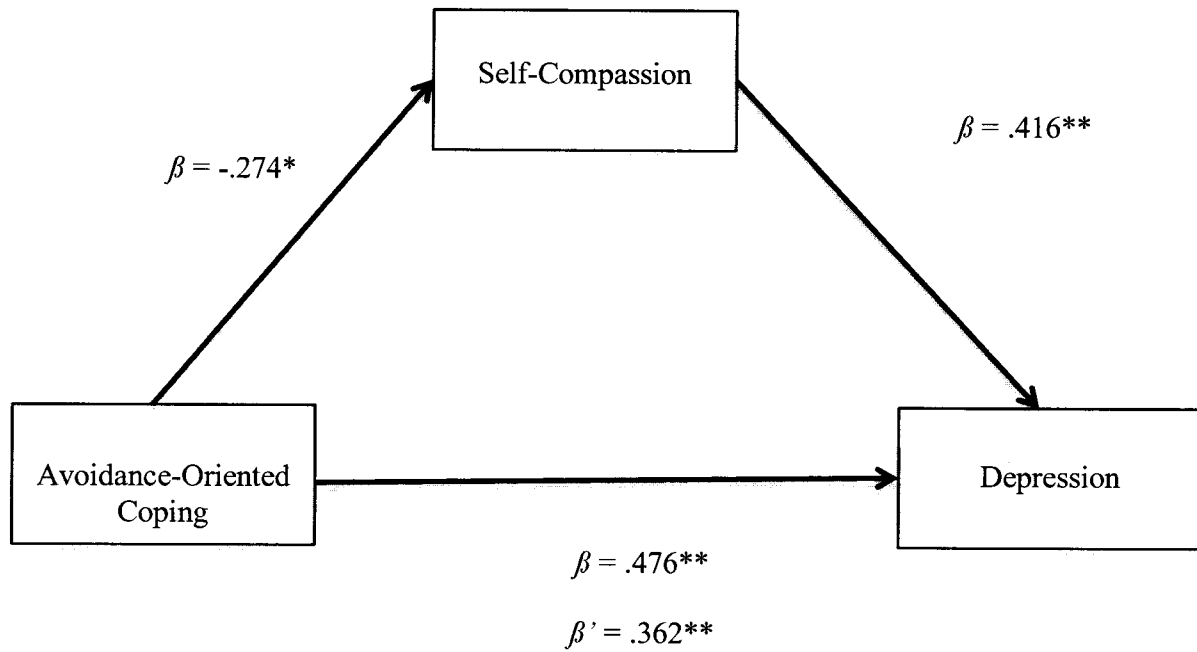 Self-Compassion
β = .416**
β = -.274*
Avoidance-Oriented
Coping
Depression
β = .476**
β’ = .362**